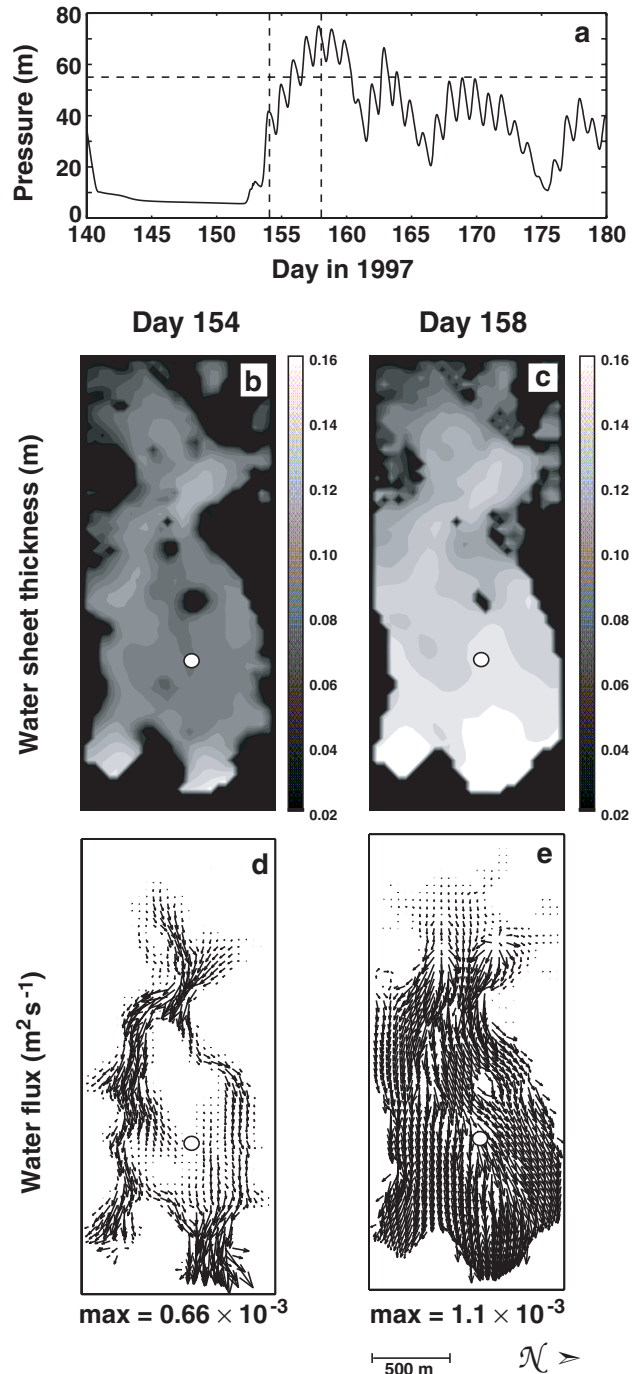 80
60
40
20
0
Pressure (m)
a
140 145 150 155 160 165 170 175 180
Day in 1997
Day 154
Day 158
Water sheet thickness (m)
b
0.16
0.14
0.12
0.10
0.08
0.06
0.04
0.02
c
0.16
0.14
0.12
0.10
0.08
0.06
0.04
0.02
Water flux (m² s⁻¹)
d
e
max = 0.66 × 10⁻³
max = 1.1 × 10⁻³
500 m
N